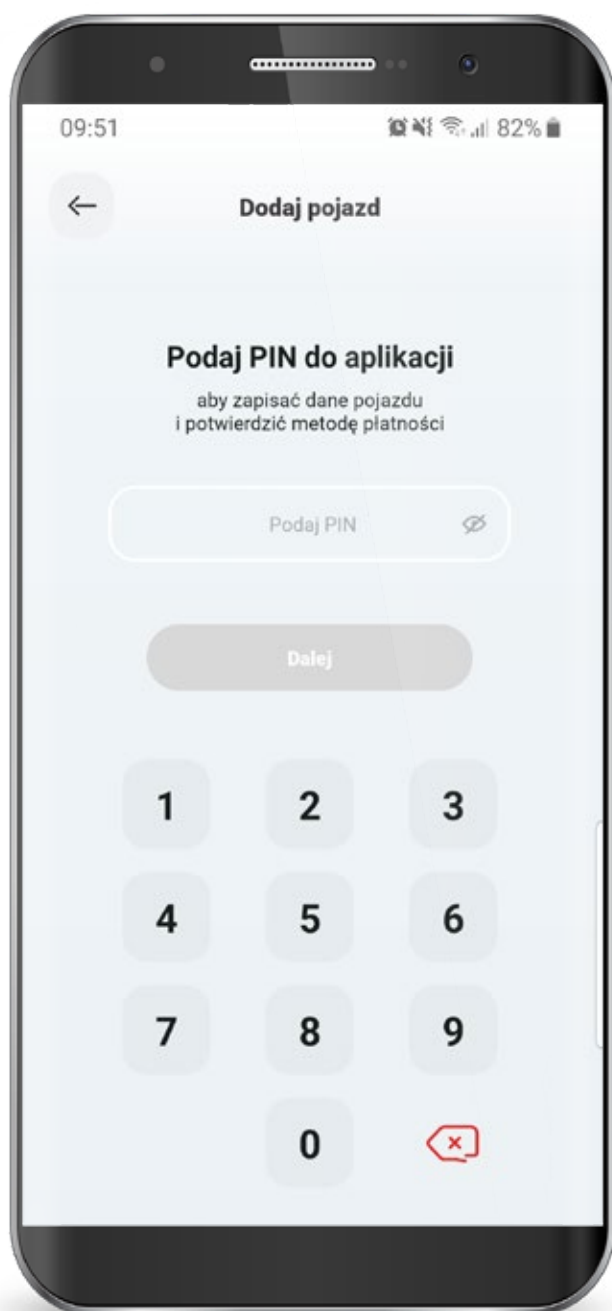 09:51 82%
Dodaj pojazd
Podaj PIN do aplikacji
aby zapisać dane pojazdu
i potwierdzić metodę płatności
Podaj PIN
Dalej
1 2 3
4 5 6
7 8 9
0